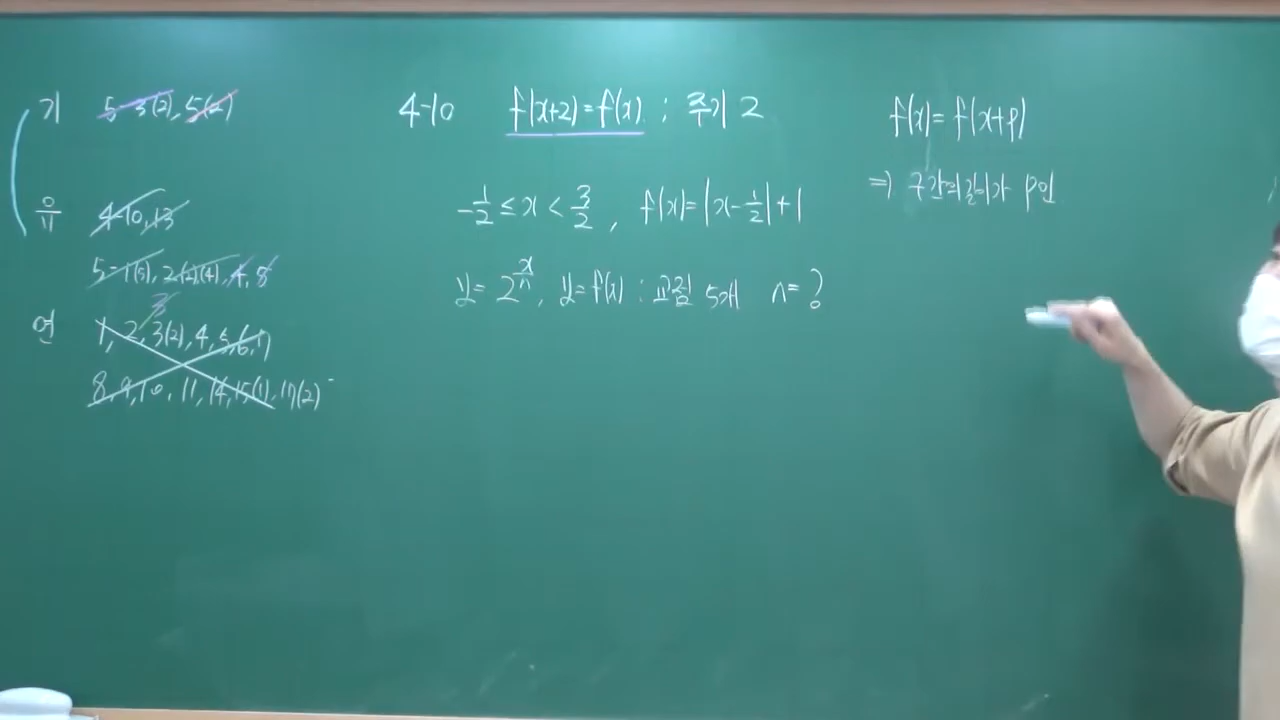 기 5-3(2), 5(2)
유 4-10, 13
5-1(5), 2(2)(4), 4, 8
3
연 1, 2, 3(2), 4, 5, 6, 7
8, 9, 10, 11, 14, 15(1), 17(2)
4-10 f(x+2)=f(x) : 주기 2
-1/2 ≤ x < 3/2, f(x)=|x-1/2|+1
y=2^(x/n), y=f(x) : 교점 5개 n=?
f(x)=f(x+p)
⇒ 구간의 길이가 p인